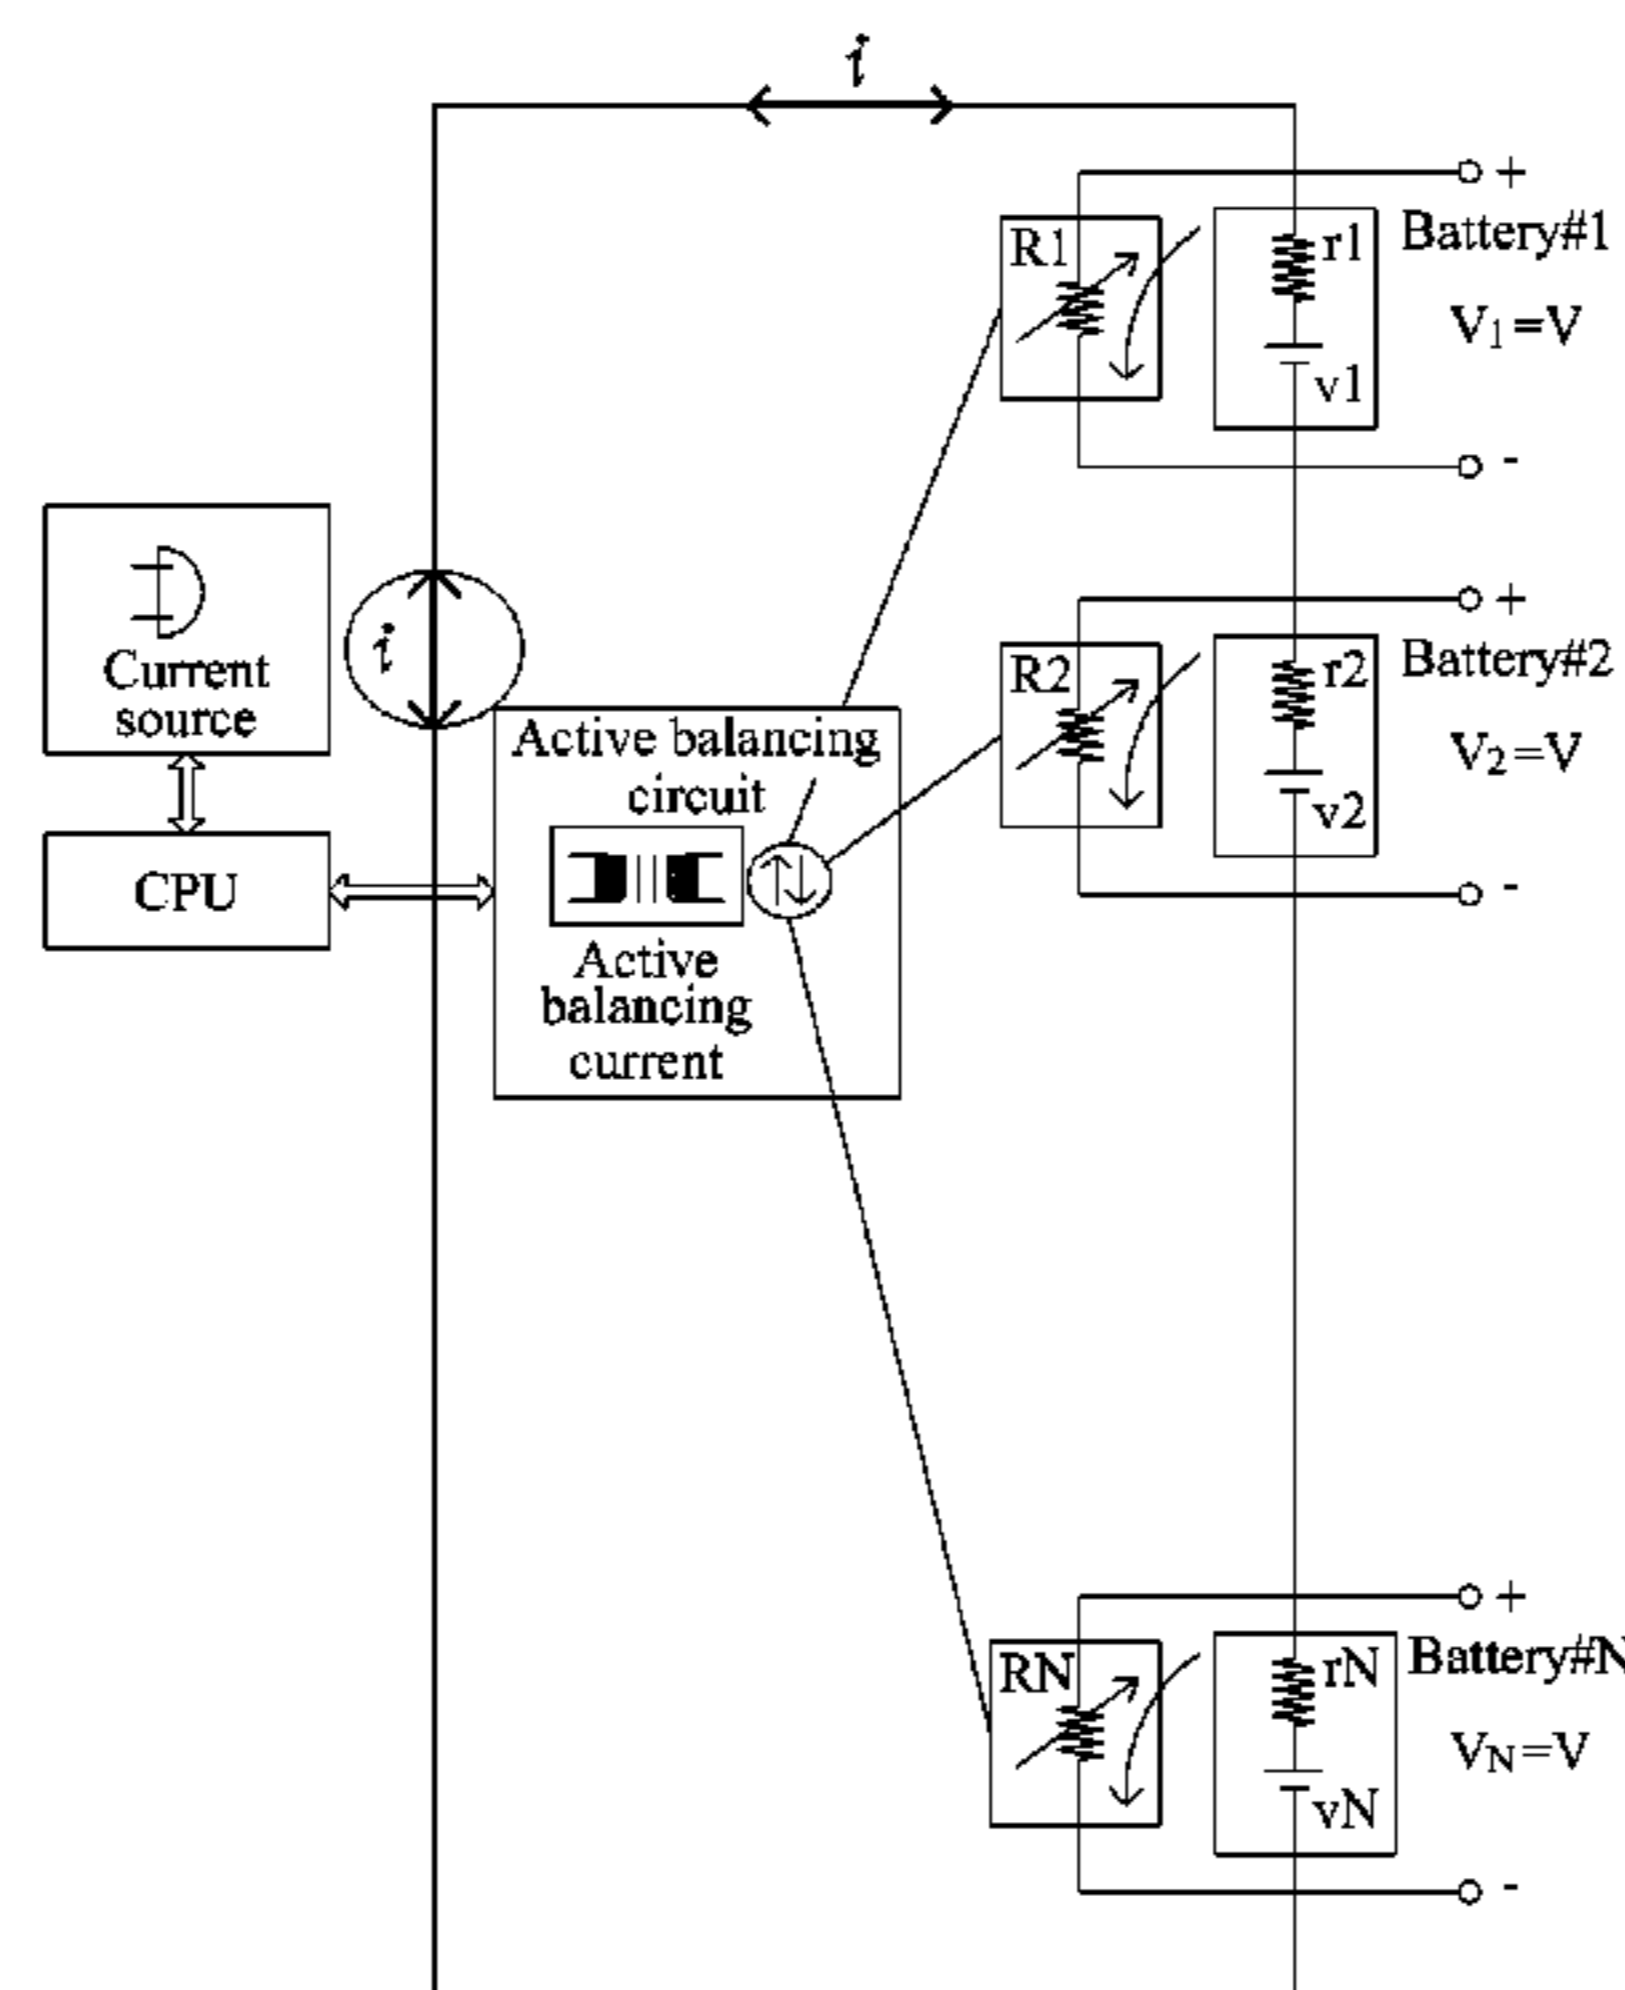 i
+
R1
r1
Battery#1
V1=V
v1
-
Current
source
i
+
R2
r2
Battery#2
V2=V
v2
-
Active balancing
circuit
CPU
Active
balancing
current
+
RN
rN
Battery#N
VN=V
vN
-